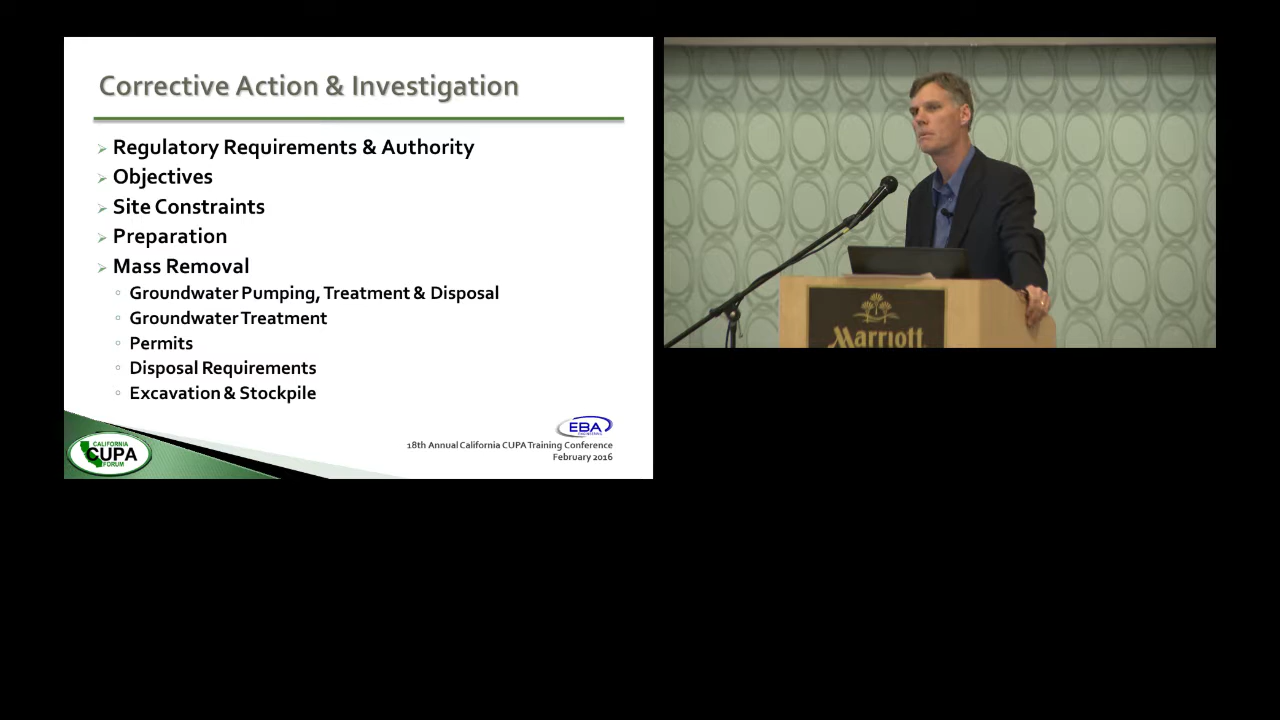 Corrective Action & Investigation
Regulatory Requirements & Authority
Objectives
Site Constraints
Preparation
Mass Removal
Groundwater Pumping, Treatment & Disposal
Groundwater Treatment
Permits
Disposal Requirements
Excavation & Stockpile
EBA
18th Annual California CUPA Training Conference
February 2016
CALIFORNIA
CUPA
FORUM
Marriott